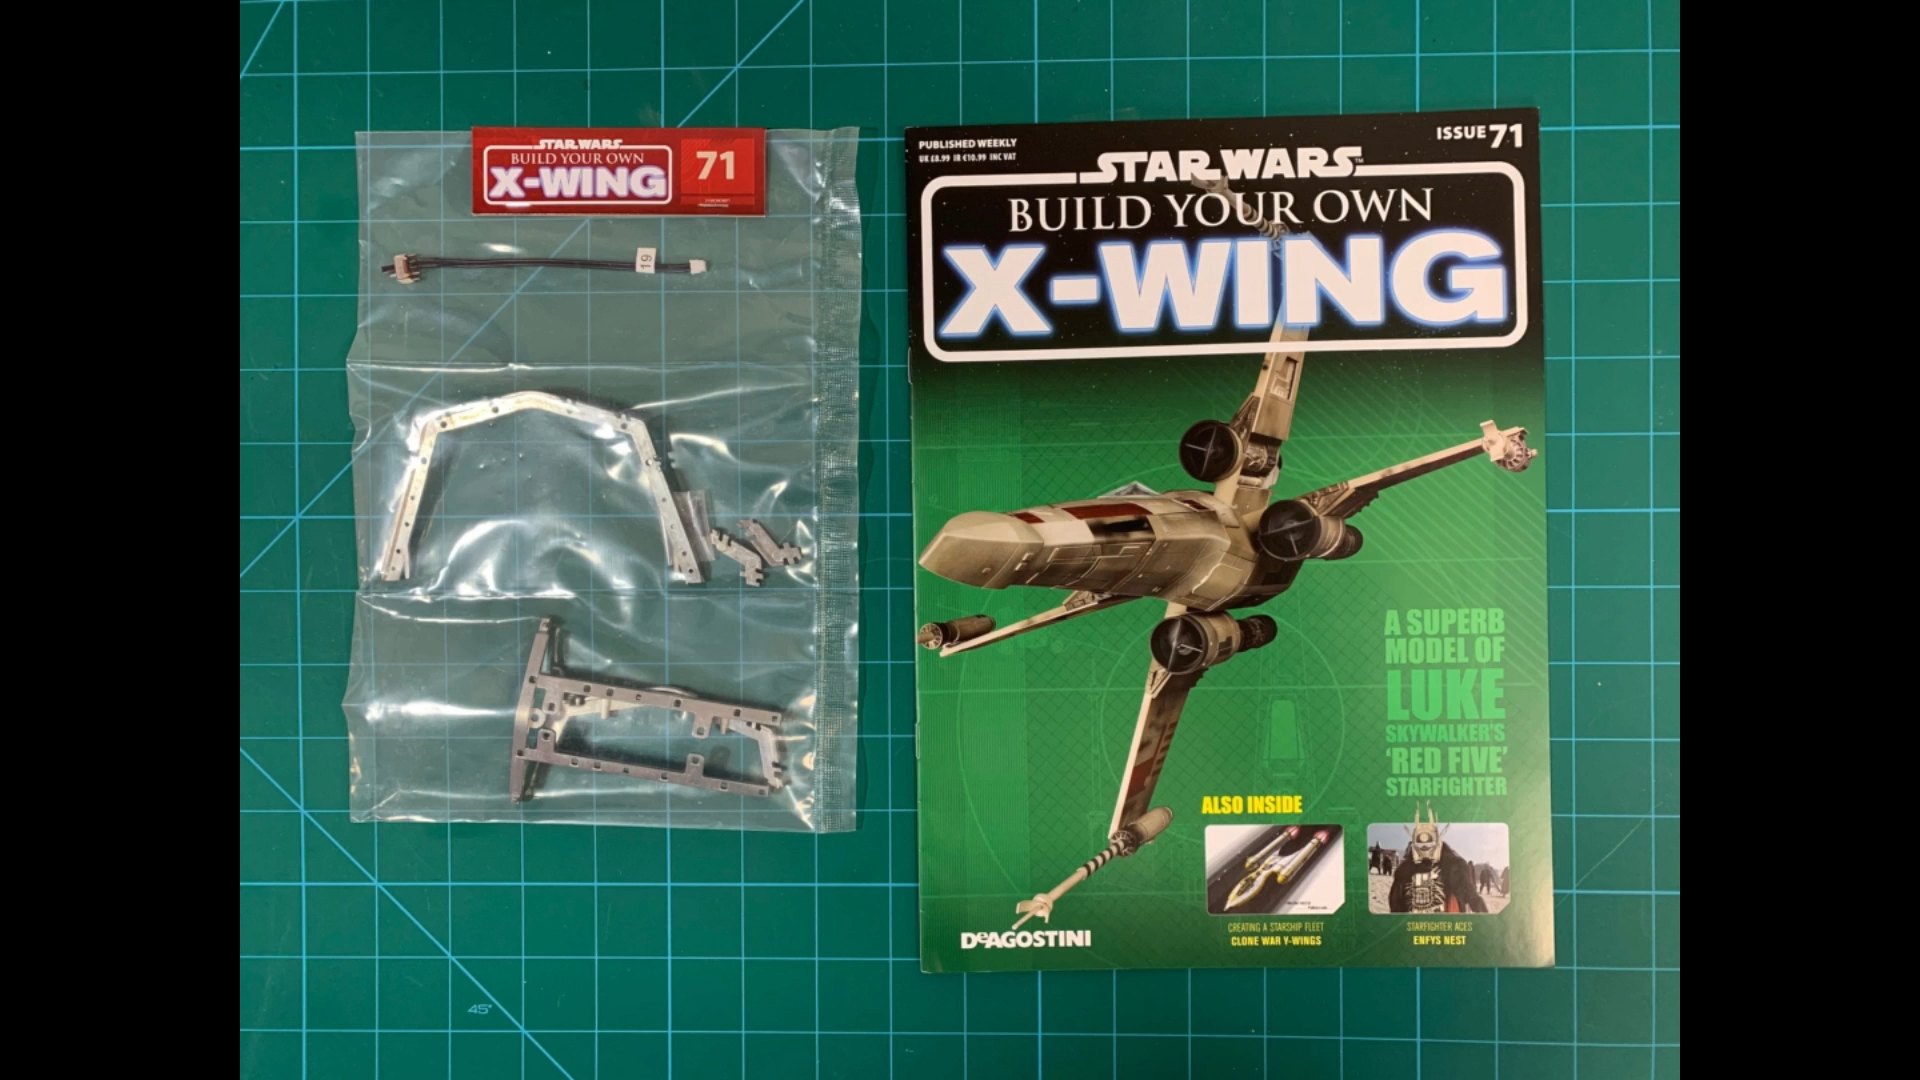 STAR WARS
BUILD YOUR OWN
X-WING
71
19
PUBLISHED WEEKLY
UK £8.99 IR €10.99 INC VAT
ISSUE 71
STAR WARS™
BUILD YOUR OWN
X-WING
A SUPERB
MODEL OF
LUKE
SKYWALKER'S
'RED FIVE'
STARFIGHTER
ALSO INSIDE
CREATING A STARSHIP FLEET
CLONE WAR Y-WINGS
STARFIGHTER ACES
ENFYS NEST
DeAGOSTINI
45°